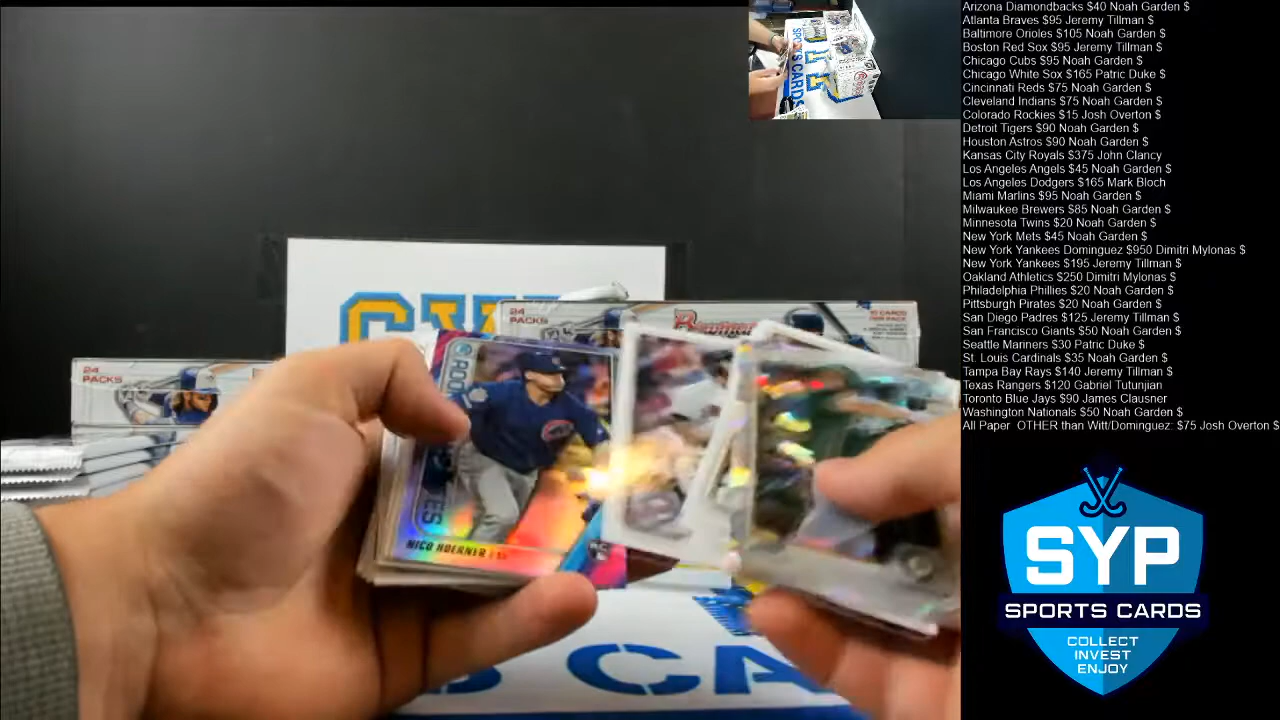 Arizona Diamondbacks $40 Noah Garden $
Atlanta Braves $95 Jeremy Tillman $
Baltimore Orioles $105 Noah Garden $
Boston Red Sox $95 Jeremy Tillman $
Chicago Cubs $95 Noah Garden $
Chicago White Sox $165 Patric Duke $
Cincinnati Reds $75 Noah Garden $
Cleveland Indians $75 Noah Garden $
Colorado Rockies $15 Josh Overton $
Detroit Tigers $90 Noah Garden $
Houston Astros $90 Noah Garden $
Kansas City Royals $375 John Clancy
Los Angeles Angels $45 Noah Garden $
Los Angeles Dodgers $165 Mark Bloch
Miami Marlins $95 Noah Garden $
Milwaukee Brewers $85 Noah Garden $
Minnesota Twins $20 Noah Garden $
New York Mets $45 Noah Garden $
New York Yankees Dominguez $950 Dimitri Mylonas $
New York Yankees $195 Jeremy Tillman $
Oakland Athletics $250 Dimitri Mylonas $
Philadelphia Phillies $20 Noah Garden $
Pittsburgh Pirates $20 Noah Garden $
San Diego Padres $125 Jeremy Tillman $
San Francisco Giants $50 Noah Garden $
Seattle Mariners $30 Patric Duke $
St. Louis Cardinals $35 Noah Garden $
Tampa Bay Rays $140 Jeremy Tillman $
Texas Rangers $120 Gabriel Tutunjian
Toronto Blue Jays $90 James Clausner
Washington Nationals $50 Noah Garden $
All Paper OTHER than Witt/Dominguez: $75 Josh Overton $
SPORTS CARDS
24
PACKS
24
PACKS
NICO HOERNER
SYP
SPORTS CARDS
COLLECT
INVEST
ENJOY